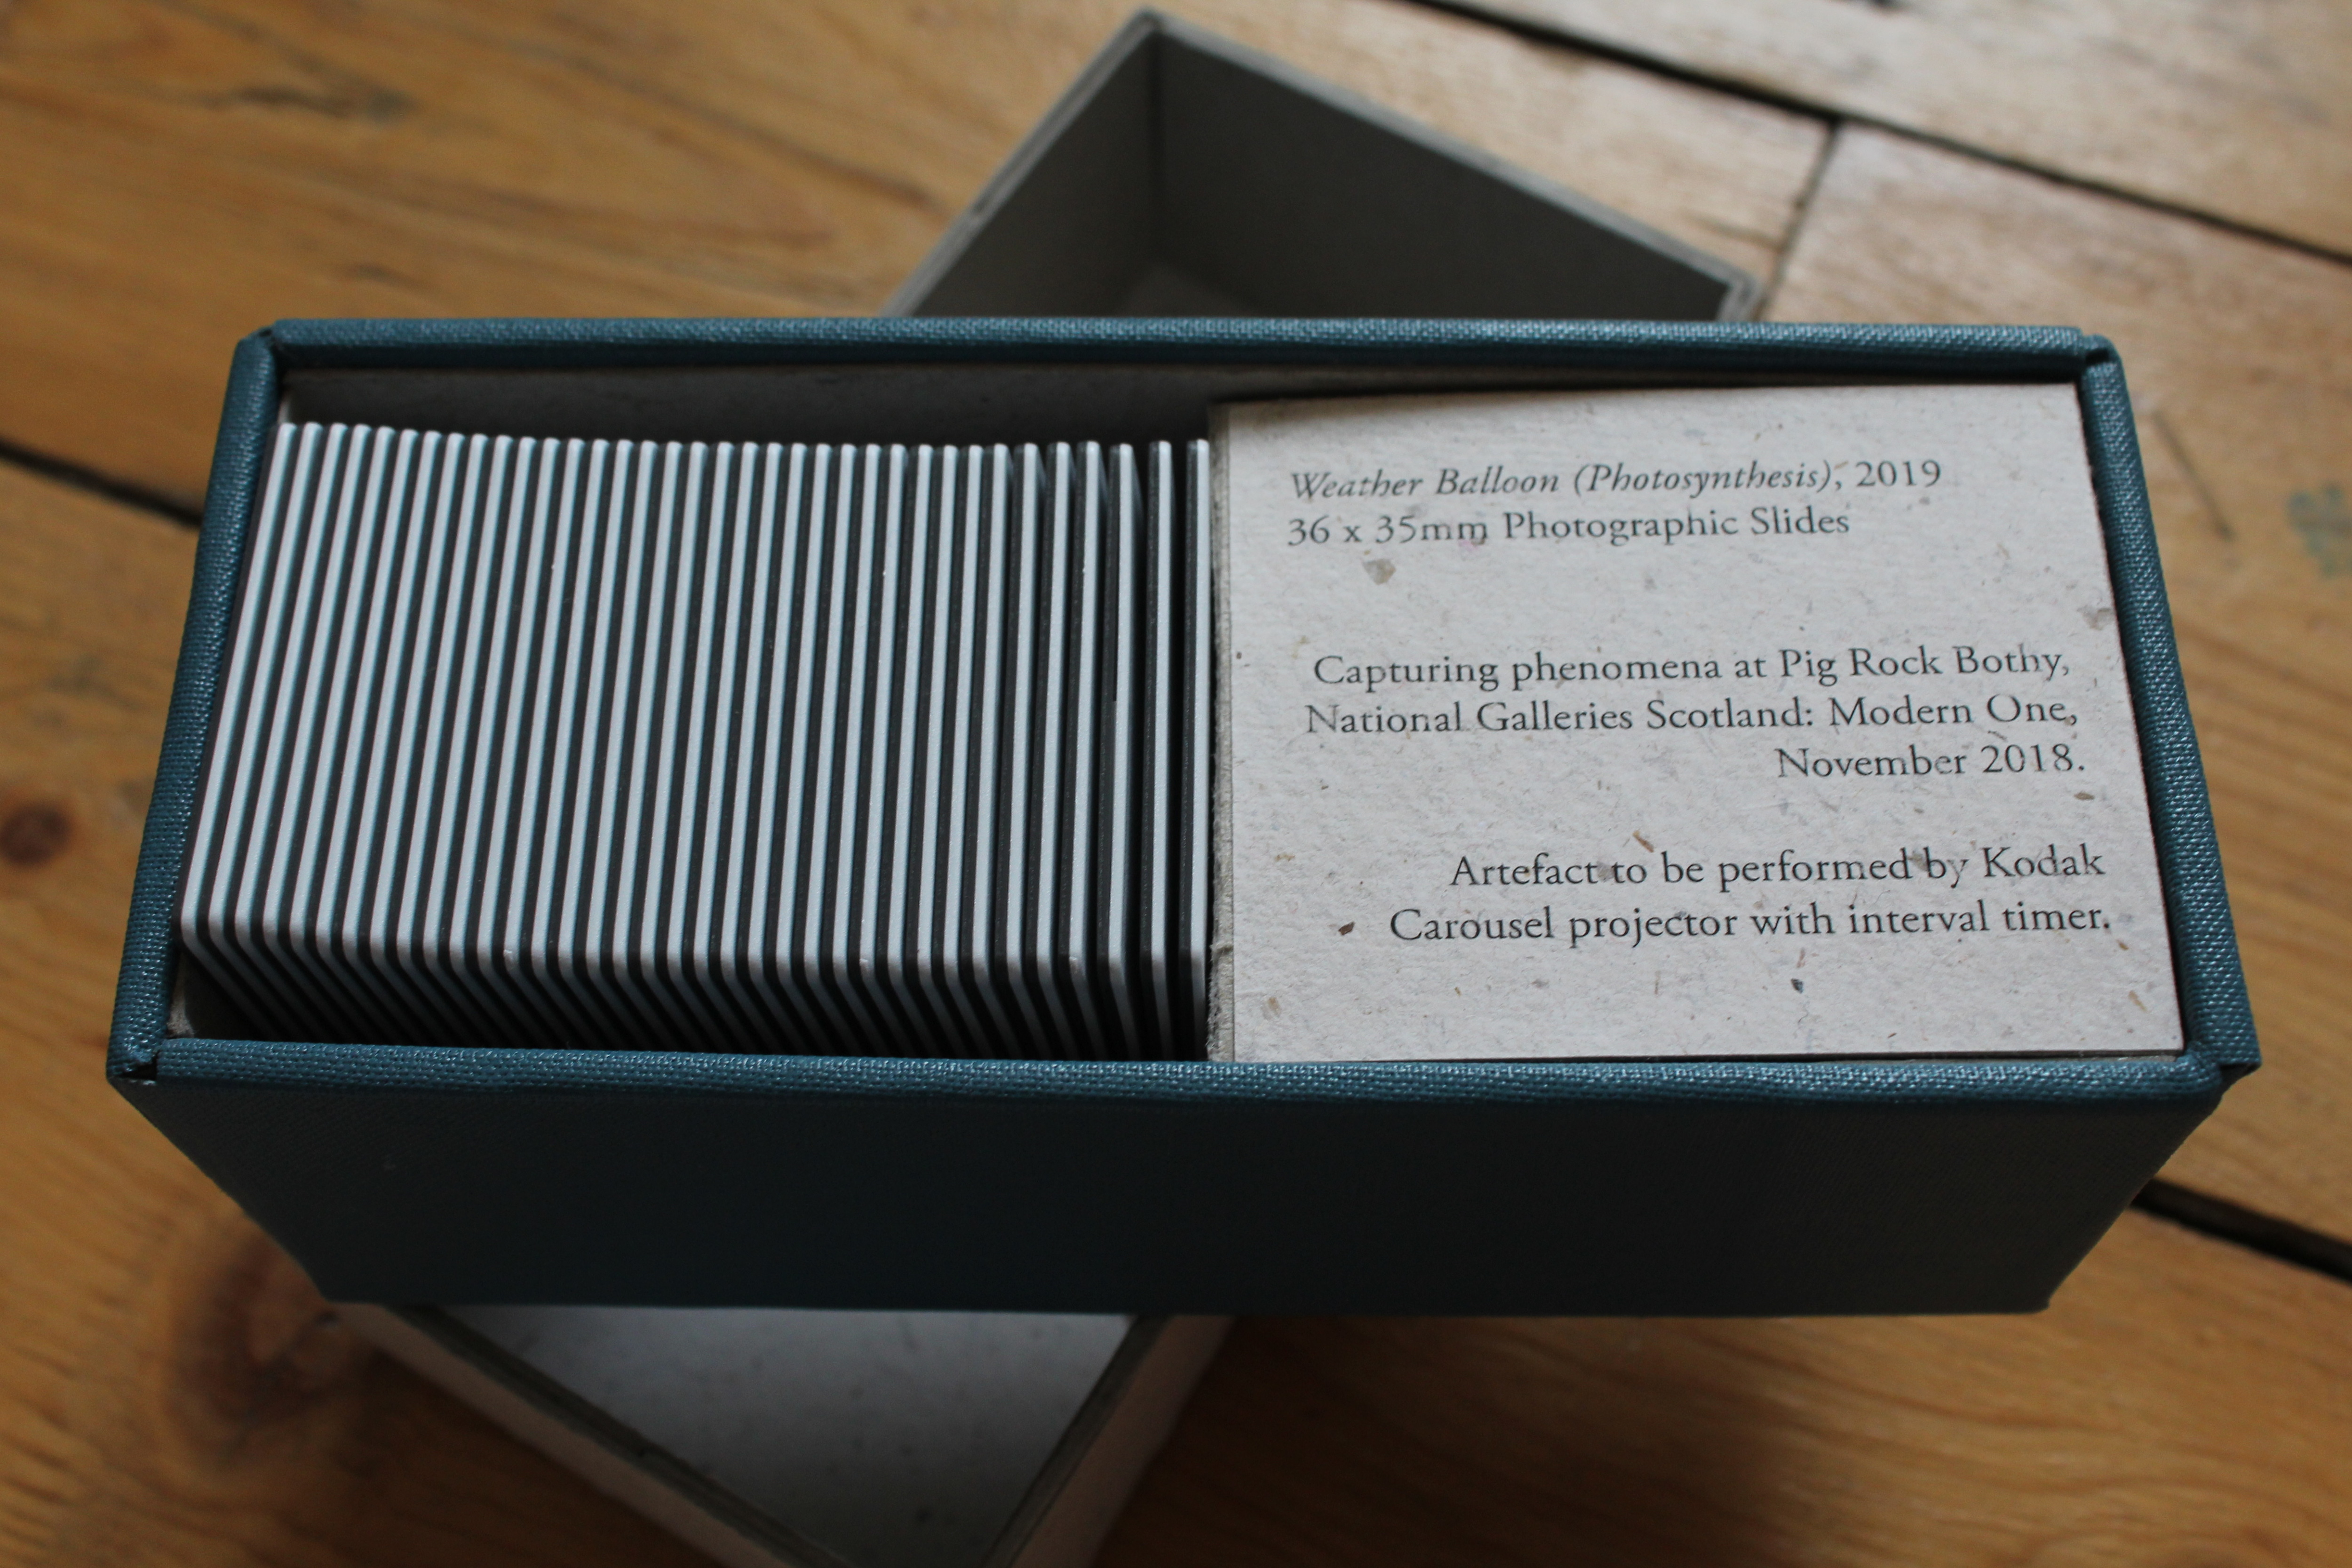 Weather Balloon (Photosynthesis), 2019
36 x 35mm Photographic Slides
Capturing phenomena at Pig Rock Bothy,
National Galleries Scotland: Modern One,
November 2018.
Artefact to be performed by Kodak
Carousel projector with interval timer.